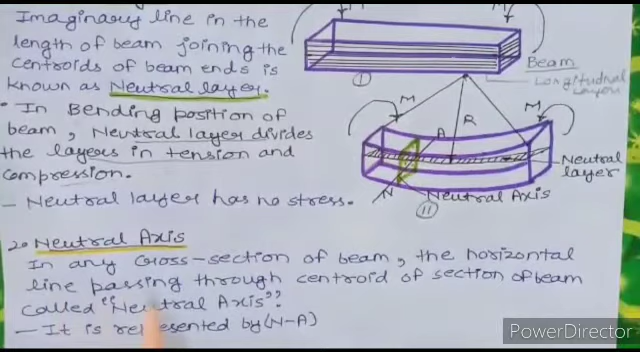 Imaginary line in the
length of beam joining the
centroids of beam ends is
known as Neutral layer.
• In Bending position of
beam, Neutral layer divides
the layers in tension and
compression.
- Neutral layer has no stress.
2. Neutral Axis
In any cross-section of beam, the horizontal
line passing through centroid of section of beam
called "Neutral Axis".
- It is represented by (N-A)
M
M
I
Beam
Longitudnal
Layers
M
R
M
A
N
Neutral
layer
Neutral Axis
II
PowerDirector